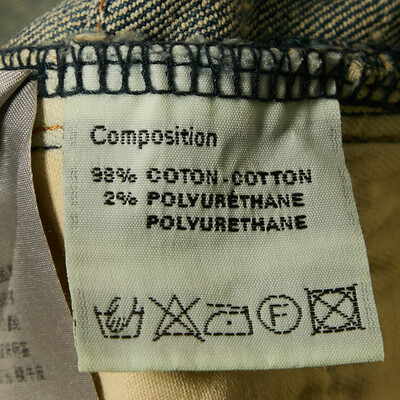 Composition
98% COTON-COTTON
2% POLYURÉTHANE
POLYURETHANE